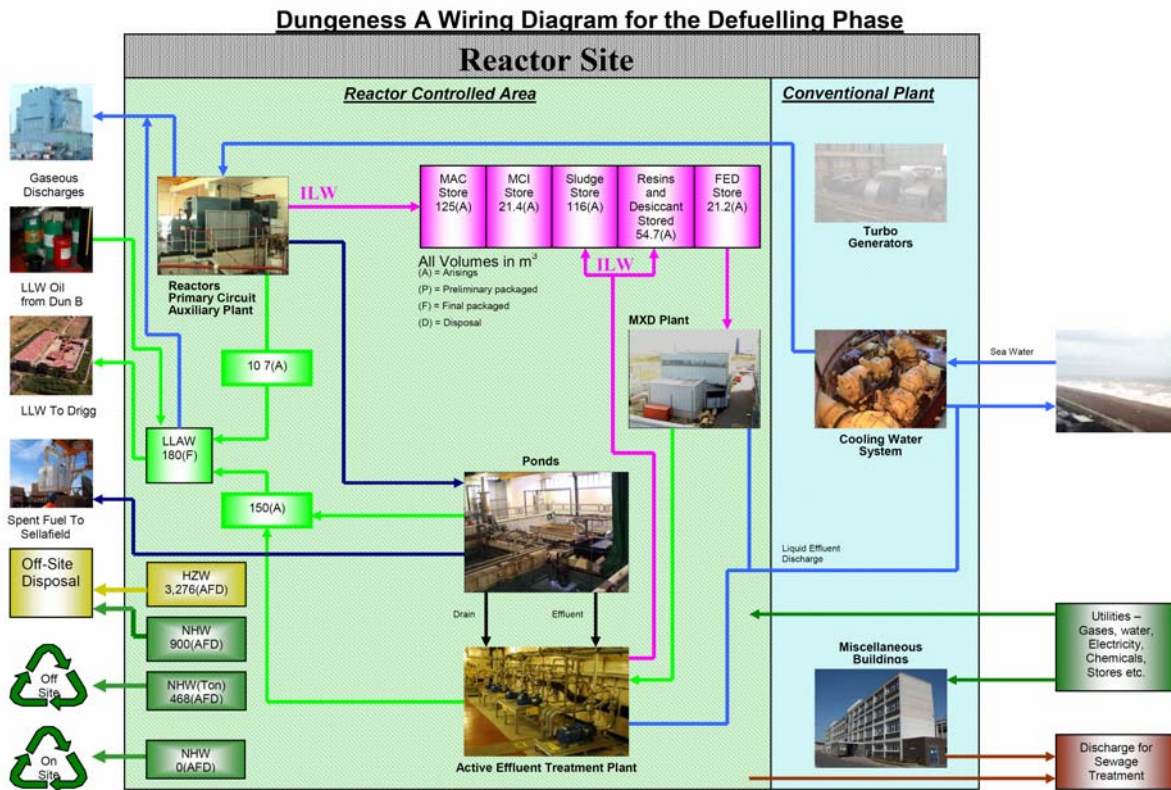 Dungeness A Wiring Diagram for the Defuelling Phase
Reactor Site
Reactor Controlled Area
Conventional Plant
Gaseous
Discharges
LLW Oil
from Dun B
LLW To Drigg
Spent Fuel To
Sellafield
Off-Site
Disposal
Off
Site
On
Site
HZW
3,276(AFD)
NHW
900(AFD)
NHW(Ton)
468(AFD)
NHW
0(AFD)
Reactors
Primary Circuit
Auxiliary Plant
ILW
10 7(A)
LLAW
180(F)
150(A)
MAC
Store
125(A)
MCI
Store
21.4(A)
Sludge
Store
116(A)
Resins
and
Desiccant
Stored
54.7(A)
FED
Store
21.2(A)
All Volumes in m3
(A) = Arisings
(P) = Preliminary packaged
(F) = Final packaged
(D) = Disposal
ILW
MXD Plant
Ponds
Drain
Effluent
Active Effluent Treatment Plant
Turbo
Generators
Cooling Water
System
Sea Water
Liquid Effluent
Discharge
Miscellaneous
Buildings
Utilities –
Gases, water,
Electricity,
Chemicals,
Stores etc.
Discharge for
Sewage
Treatment